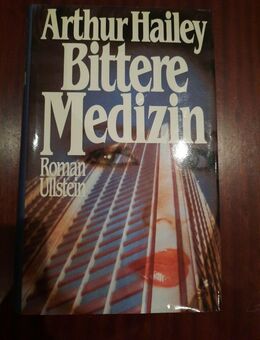 Arthur Hailey
Bittere
Medizin
Roman
Ullstein